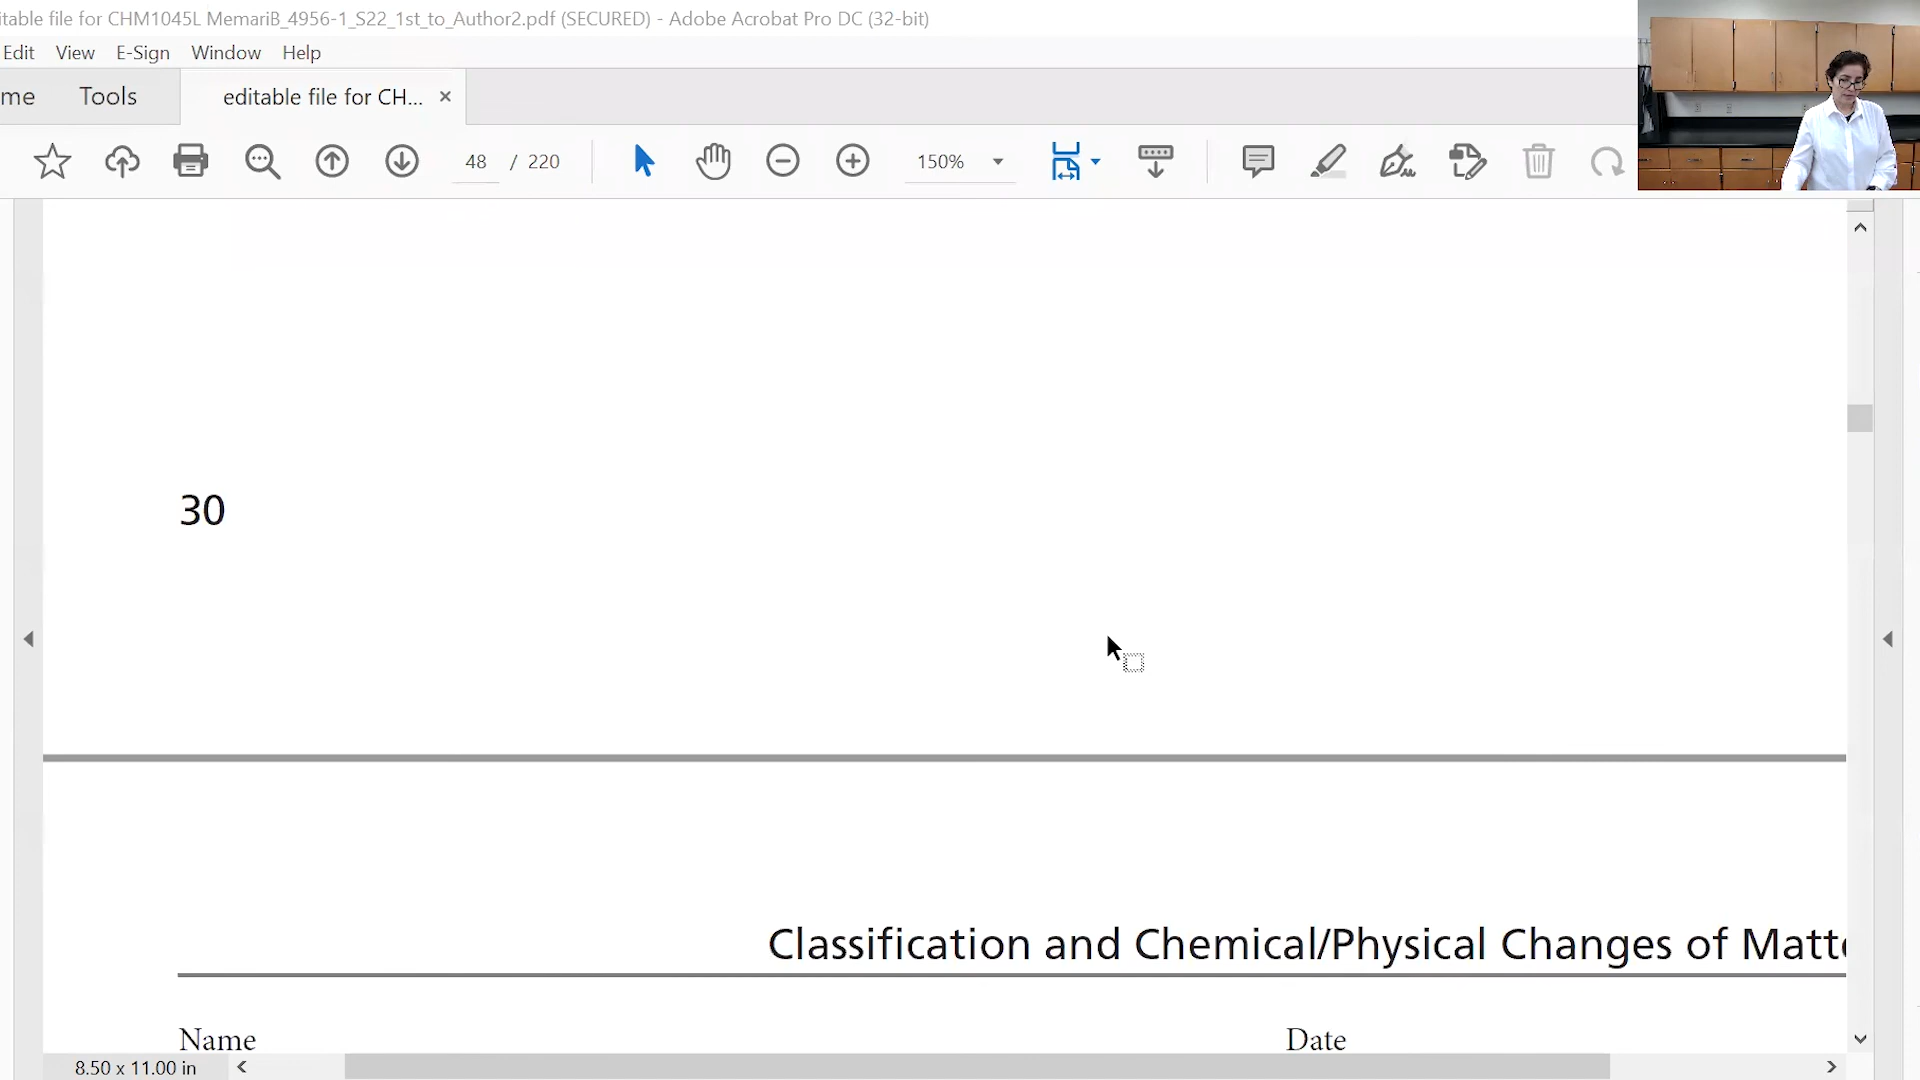 itable file for CHM1045L MemariB_4956-1_S22_1st_to_Author2.pdf (SECURED) - Adobe Acrobat Pro DC (32-bit)
Edit View E-Sign Window Help
me Tools editable file for CH... ×
48 / 220 150%
30
Classification and Chemical/Physical Changes of Matte
Name Date
8.50 x 11.00 in